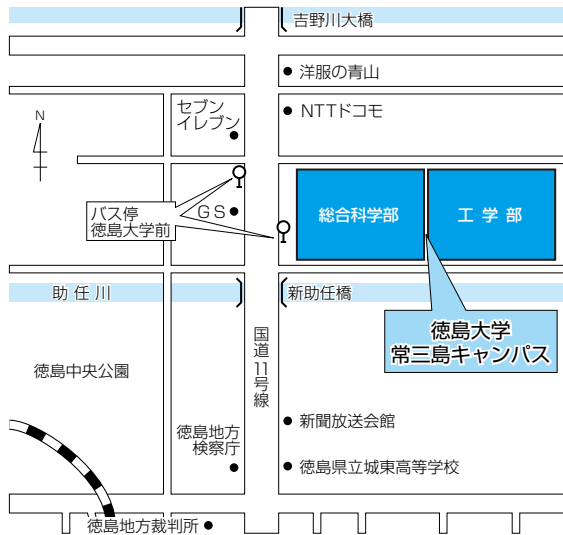 吉野川大橋
洋服の青山
セブン
イレブン
NTTドコモ
N
バス停
徳島大学前
GS
総合科学部
工学部
助任川
新助任橋
徳島大学
常三島キャンパス
国道11号線
徳島中央公園
新聞放送会館
徳島地方
検察庁
徳島県立城東高等学校
徳島地方裁判所